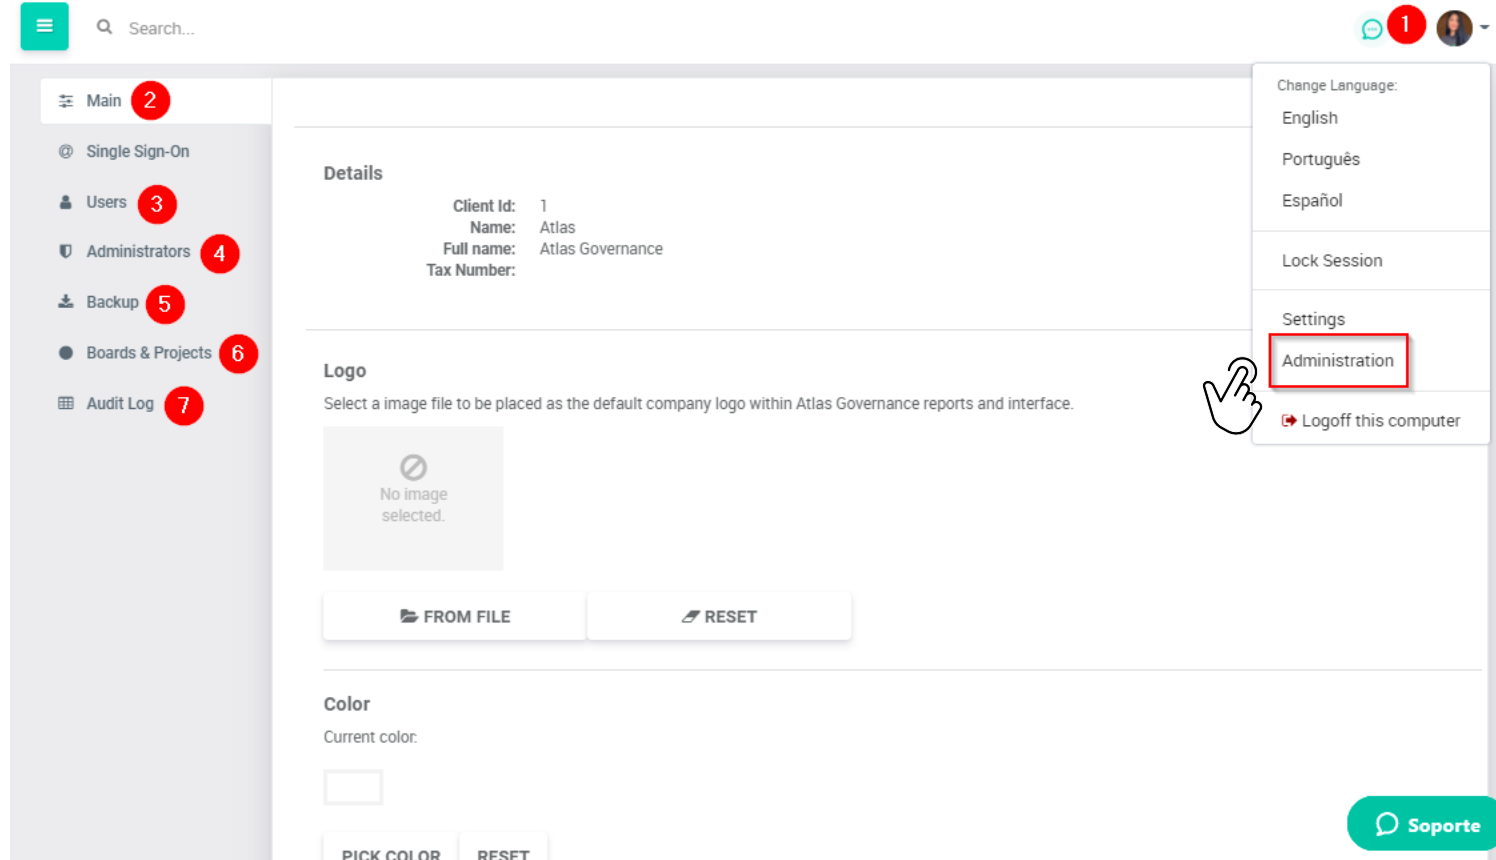 Search...
1
Main 2
Single Sign-On
Users 3
Administrators 4
Backup 5
Boards & Projects 6
Audit Log 7
Details
Client Id: 1
Name: Atlas
Full name: Atlas Governance
Tax Number:
Logo
Select a image file to be placed as the default company logo within Atlas Governance reports and interface.
No image
selected.
FROM FILE
RESET
Color
Current color:
PICK COLOR
RESET
Change Language:
English
Português
Español
Lock Session
Settings
Administration
Logoff this computer
Soporte